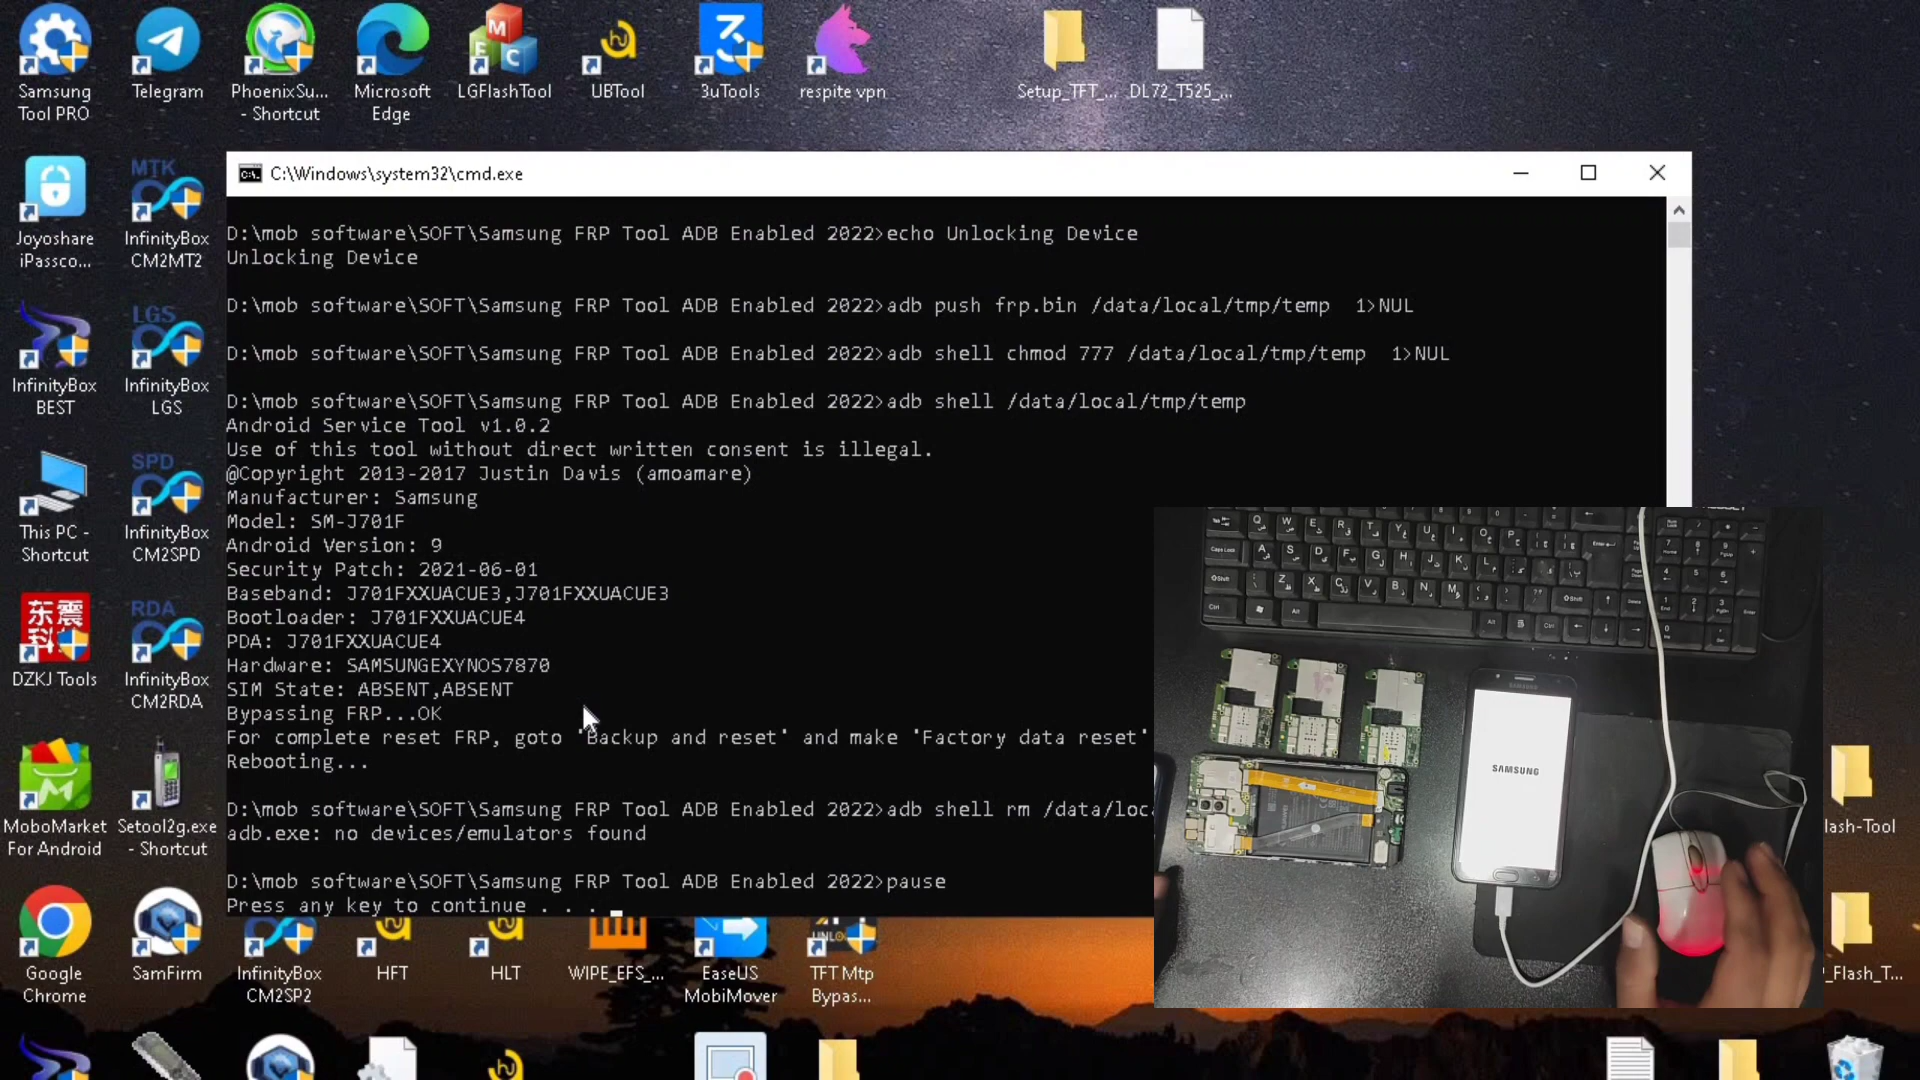 Samsung
Tool PRO
Telegram
PhoenixSu...
- Shortcut
Microsoft
Edge
LGFlashTool
UBTool
3uTools
respite vpn
Setup_TFT_...
DL72_T525_...
Joyoshare
iPassco...
MTK
InfinityBox
CM2MT2
InfinityBox
BEST
LGS
InfinityBox
LGS
This PC -
Shortcut
SPD
InfinityBox
CM2SPD
东震
科技
DZKJ Tools
RDA
InfinityBox
CM2RDA
MoboMarket
For Android
Setool2g.exe
- Shortcut
C:\Windows\system32\cmd.exe
D:\mob software\SOFT\Samsung FRP Tool ADB Enabled 2022>echo Unlocking Device
Unlocking Device
D:\mob software\SOFT\Samsung FRP Tool ADB Enabled 2022>adb push frp.bin /data/local/tmp/temp  1>NUL
D:\mob software\SOFT\Samsung FRP Tool ADB Enabled 2022>adb shell chmod 777 /data/local/tmp/temp  1>NUL
D:\mob software\SOFT\Samsung FRP Tool ADB Enabled 2022>adb shell /data/local/tmp/temp
Android Service Tool v1.0.2
Use of this tool without direct written consent is illegal.
@Copyright 2013-2017 Justin Davis (amoamare)
Manufacturer: Samsung
Model: SM-J701F
Android Version: 9
Security Patch: 2021-06-01
Baseband: J701FXXUACUE3,J701FXXUACUE3
Bootloader: J701FXXUACUE4
PDA: J701FXXUACUE4
Hardware: SAMSUNGEXYNOS7870
SIM State: ABSENT,ABSENT
Bypassing FRP...OK
For complete reset FRP, goto 'Backup and reset' and make 'Factory data reset'
Rebooting...
D:\mob software\SOFT\Samsung FRP Tool ADB Enabled 2022>adb shell rm /data/loc
adb.exe: no devices/emulators found
D:\mob software\SOFT\Samsung FRP Tool ADB Enabled 2022>pause
Press any key to continue . . .
SAMSUNG
lash-Tool
Google
Chrome
SamFirm
InfinityBox
CM2SP2
HFT
HLT
WIPE_EFS_...
EaseUS
MobiMover
TFT Mtp
Bypas...
_Flash_T...